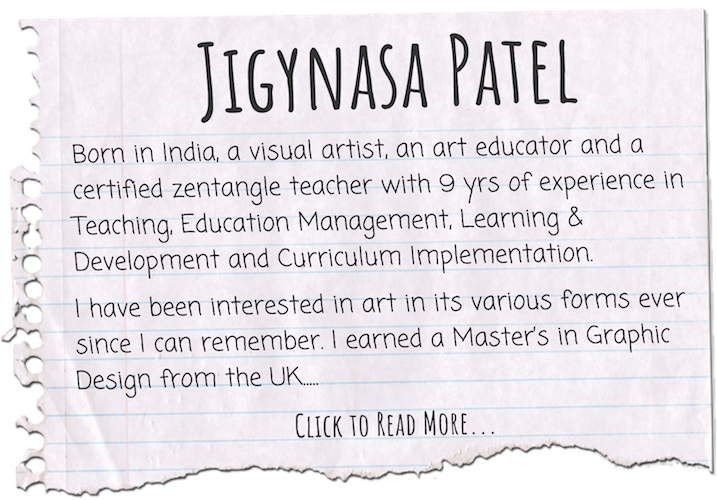 Jigynasa Patel
Born in India, a visual artist, an art educator and a
certified zentangle teacher with 9 yrs of experience in
Teaching, Education Management, Learning &
Development and Curriculum Implementation.
I have been interested in art in its various forms ever
since I can remember. I earned a Master's in Graphic
Design from the UK.....
Click to Read More...